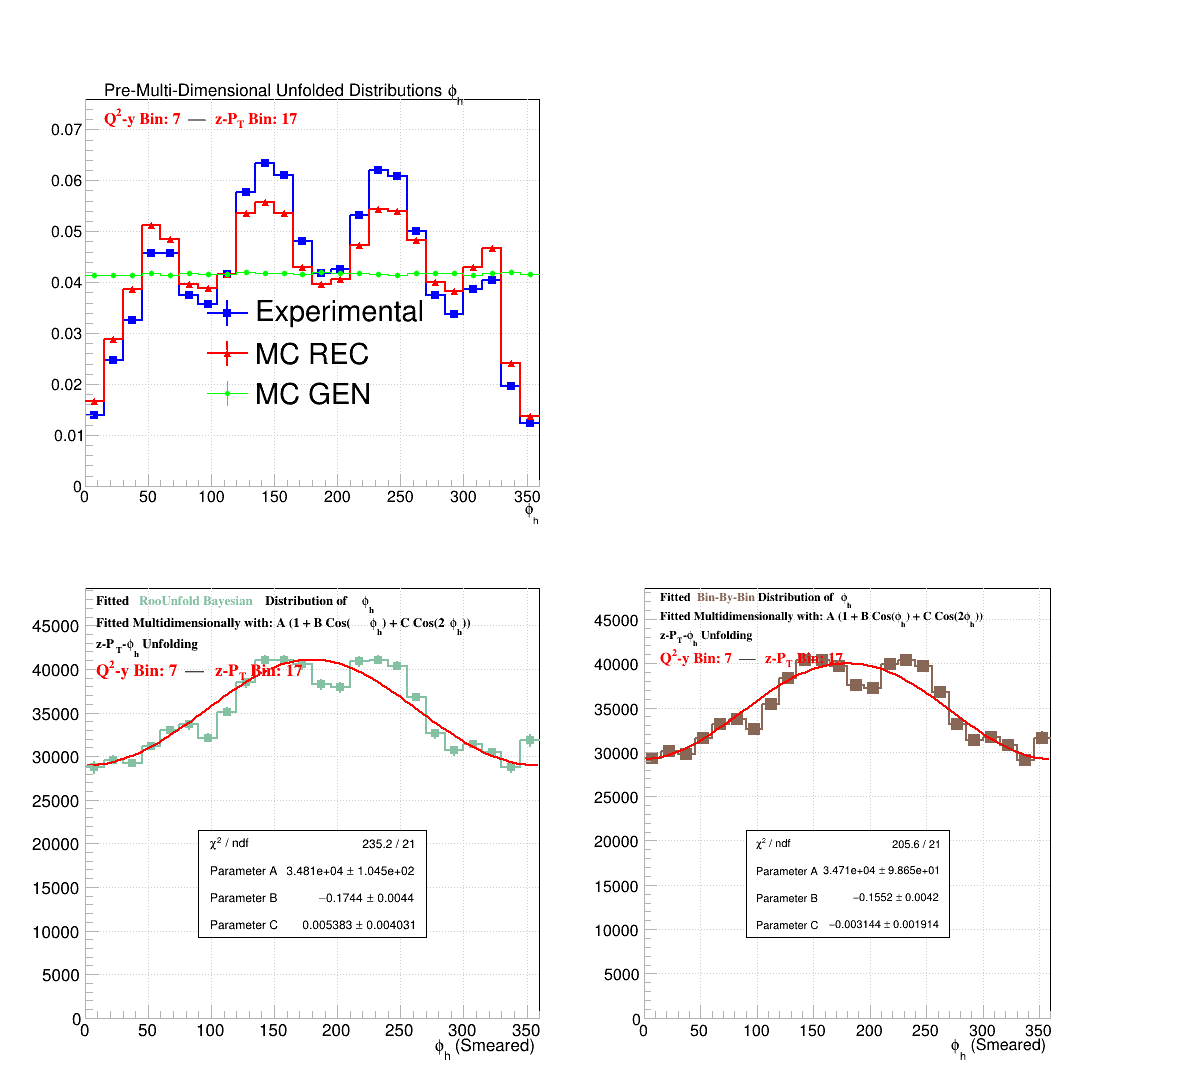 Pre-Multi-Dimensional Unfolded Distributions ϕh
Q²-y Bin: 7 — z-PT Bin: 17
0.07
0.06
0.05
0.04
0.03
0.02
0.01
0
Experimental
MC REC
MC GEN
0 50 100 150 200 250 300 350
ϕh
Fitted RooUnfold Bayesian Distribution of ϕh
Fitted Multidimensionally with: A (1 + B Cos( ϕh) + C Cos(2 ϕh))
z-PT-ϕh Unfolding
Q²-y Bin: 7 — z-PT Bin: 17
45000
40000
35000
30000
25000
20000
15000
10000
5000
0
χ² / ndf 235.2 / 21
Parameter A 3.481e+04 ± 1.045e+02
Parameter B −0.1744 ± 0.0044
Parameter C 0.005383 ± 0.004031
0 50 100 150 200 250 300 350
ϕh (Smeared)
Fitted Bin-By-Bin Distribution of ϕh
Fitted Multidimensionally with: A (1 + B Cos(ϕh) + C Cos(2ϕh))
z-PT-ϕh Unfolding
Q²-y Bin: 7 — z-PT Bin: 17
45000
40000
35000
30000
25000
20000
15000
10000
5000
0
χ² / ndf 205.6 / 21
Parameter A 3.471e+04 ± 9.865e+01
Parameter B −0.1552 ± 0.0042
Parameter C −0.003144 ± 0.001914
0 50 100 150 200 250 300 350
ϕh (Smeared)